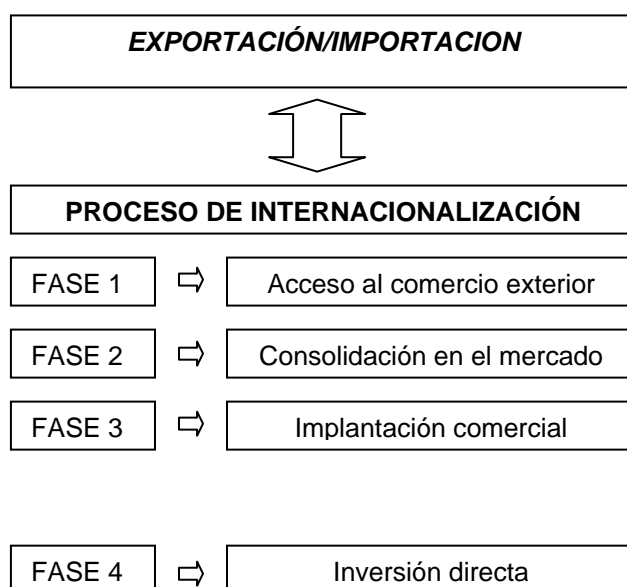 EXPORTACIÓN/IMPORTACION
PROCESO DE INTERNACIONALIZACIÓN
FASE 1 Acceso al comercio exterior
FASE 2 Consolidación en el mercado
FASE 3 Implantación comercial
FASE 4 Inversión directa